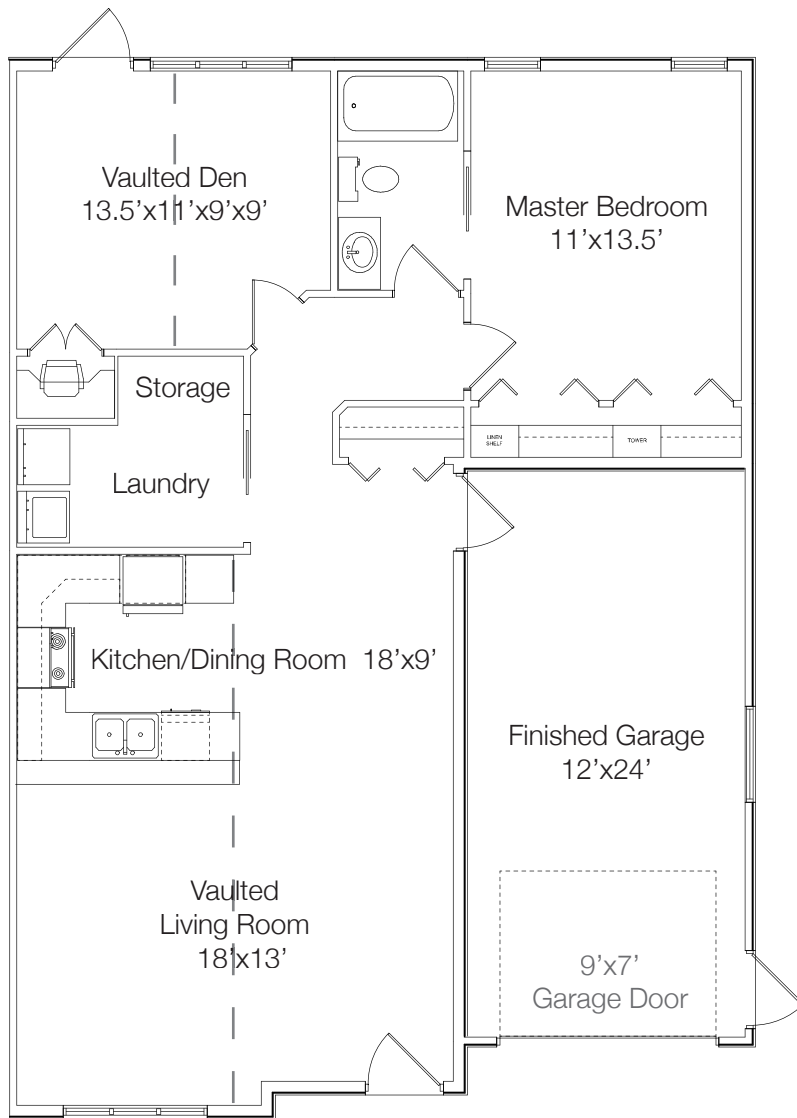 Vaulted Den
13.5’x11’x9’x9’
Master Bedroom
11’x13.5’
Storage
LINEN
SHELF
TOWER
Laundry
Kitchen/Dining Room 18’x9’
Finished Garage
12’x24’
Vaulted
Living Room
18’x13’
9’x7’
Garage Door